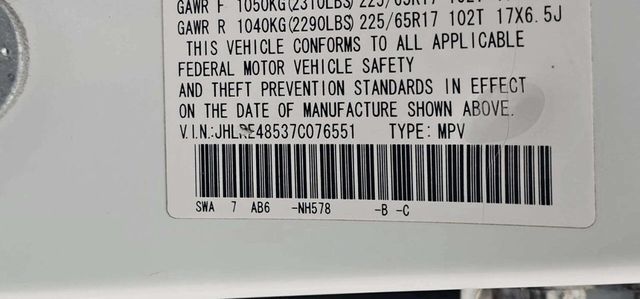 GAWR F 1050KG(2310LBS) 225/65R17 102T
GAWR R 1040KG(2290LBS) 225/65R17 102T 17X6.5J
THIS VEHICLE CONFORMS TO ALL APPLICABLE
FEDERAL MOTOR VEHICLE SAFETY
AND THEFT PREVENTION STANDARDS IN EFFECT
ON THE DATE OF MANUFACTURE SHOWN ABOVE.
V.I.N.:JHLRE48537C076551 TYPE: MPV
SWA 7 AB6 -NH578 -B -C